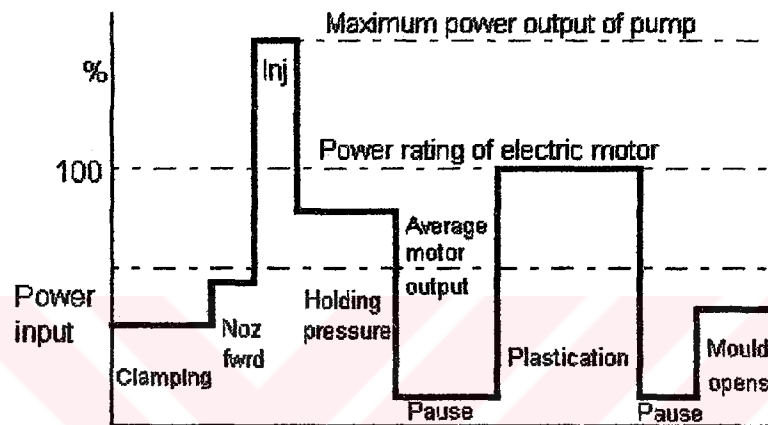 Maximum power output of pump
%
Inj
Power rating of electric motor
100
Average
motor
output
Power
input
Holding
pressure
Noz
fwrd
Clamping
Plastication
Mould
opens
Pause
Pause